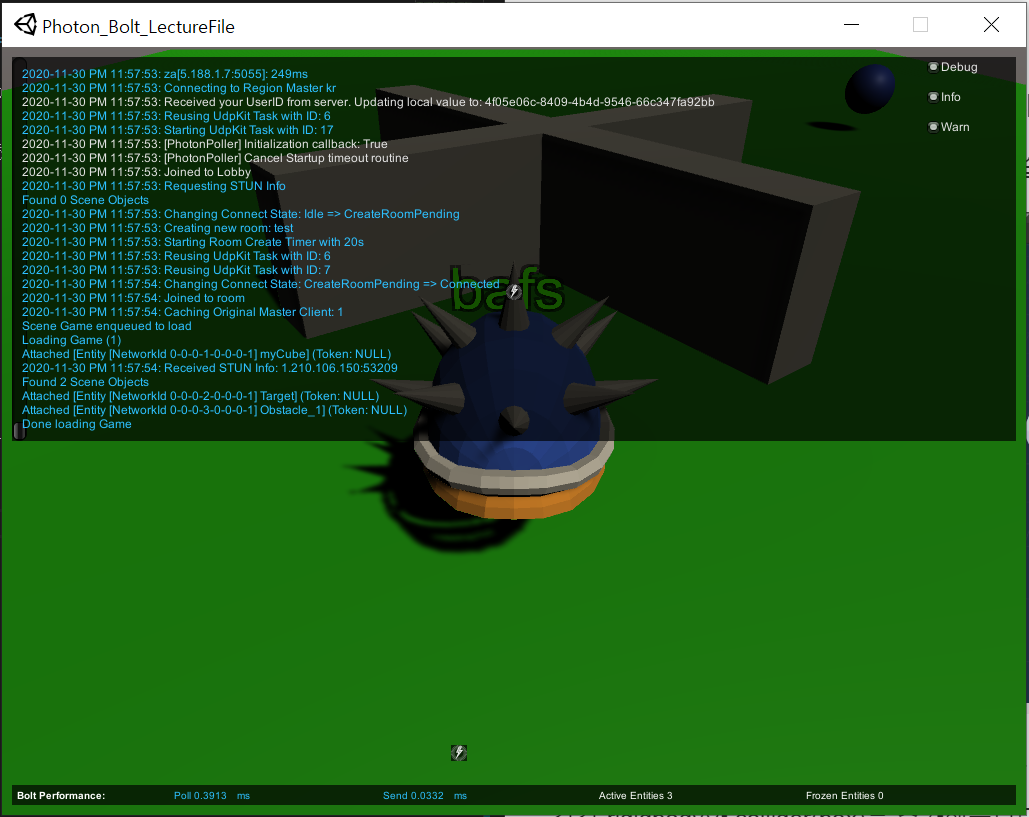 Photon_Bolt_LectureFile
2020-11-30 PM 11:57:53: za[5.188.1.7:5055]: 249ms
2020-11-30 PM 11:57:53: Connecting to Region Master kr
2020-11-30 PM 11:57:53: Received your UserID from server. Updating local value to: 4f05e06c-8409-4b4d-9546-66c347fa92bb
2020-11-30 PM 11:57:53: Reusing UdpKit Task with ID: 6
2020-11-30 PM 11:57:53: Starting UdpKit Task with ID: 17
2020-11-30 PM 11:57:53: [PhotonPoller] Initialization callback: True
2020-11-30 PM 11:57:53: [PhotonPoller] Cancel Startup timeout routine
2020-11-30 PM 11:57:53: Joined to Lobby
2020-11-30 PM 11:57:53: Requesting STUN Info
Found 0 Scene Objects
2020-11-30 PM 11:57:53: Changing Connect State: Idle => CreateRoomPending
2020-11-30 PM 11:57:53: Creating new room: test
2020-11-30 PM 11:57:53: Starting Room Create Timer with 20s
2020-11-30 PM 11:57:53: Reusing UdpKit Task with ID: 6
2020-11-30 PM 11:57:53: Reusing UdpKit Task with ID: 7
2020-11-30 PM 11:57:54: Changing Connect State: CreateRoomPending => Connected
2020-11-30 PM 11:57:54: Joined to room
2020-11-30 PM 11:57:54: Caching Original Master Client: 1
Scene Game enqueued to load
Loading Game (1)
Attached [Entity [NetworkId 0-0-0-1-0-0-0-1] myCube] (Token: NULL)
2020-11-30 PM 11:57:54: Received STUN Info: 1.210.106.150:53209
Found 2 Scene Objects
Attached [Entity [NetworkId 0-0-0-2-0-0-0-1] Target] (Token: NULL)
Attached [Entity [NetworkId 0-0-0-3-0-0-0-1] Obstacle_1] (Token: NULL)
Done loading Game
Debug
Info
Warn
bafs
Bolt Performance: Poll 0.3913 ms Send 0.0332 ms Active Entities 3 Frozen Entities 0